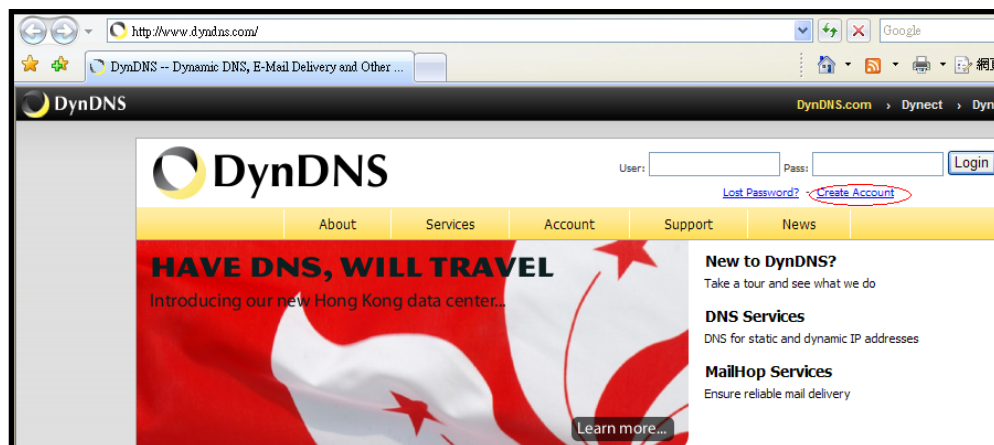 http://www.dyndns.com/
Google
DynDNS -- Dynamic DNS, E-Mail Delivery and Other ...
網頁
DynDNS
DynDNS.com › Dynect › Dyn
DynDNS
User: Pass: Login
Lost Password? - Create Account
About Services Account Support News
HAVE DNS, WILL TRAVEL
Introducing our new Hong Kong data center...
Learn more...
New to DynDNS?
Take a tour and see what we do
DNS Services
DNS for static and dynamic IP addresses
MailHop Services
Ensure reliable mail delivery